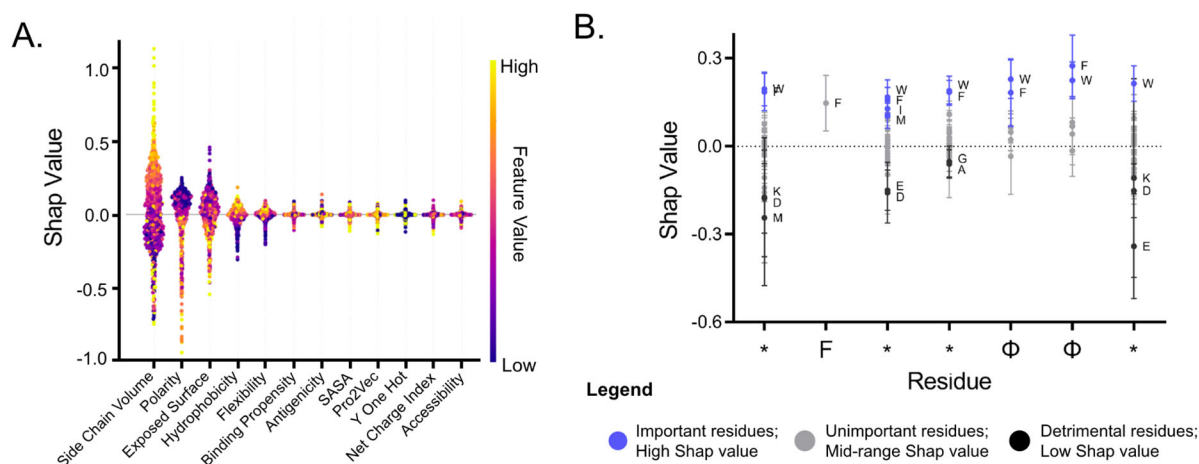 A.
Shap Value
1.0
0.5
0.0
-0.5
-1.0
High
Feature Value
Low
Side Chain Volume
Polarity
Exposed Surface
Hydrophobicity
Flexibility
Binding Propensity
Antigenicity
SASA
Pro2Vec
Y One Hot
Net Charge Index
Accessibility
B.
Shap Value
0.3
0.0
-0.3
-0.6
W
K
D
M
F
W
F
I
M
E
D
W
F
G
A
W
F
F
W
W
K
D
E
* F * * Φ Φ *
Residue
Legend
Important residues;
High Shap value
Unimportant residues;
Mid-range Shap value
Detrimental residues;
Low Shap value